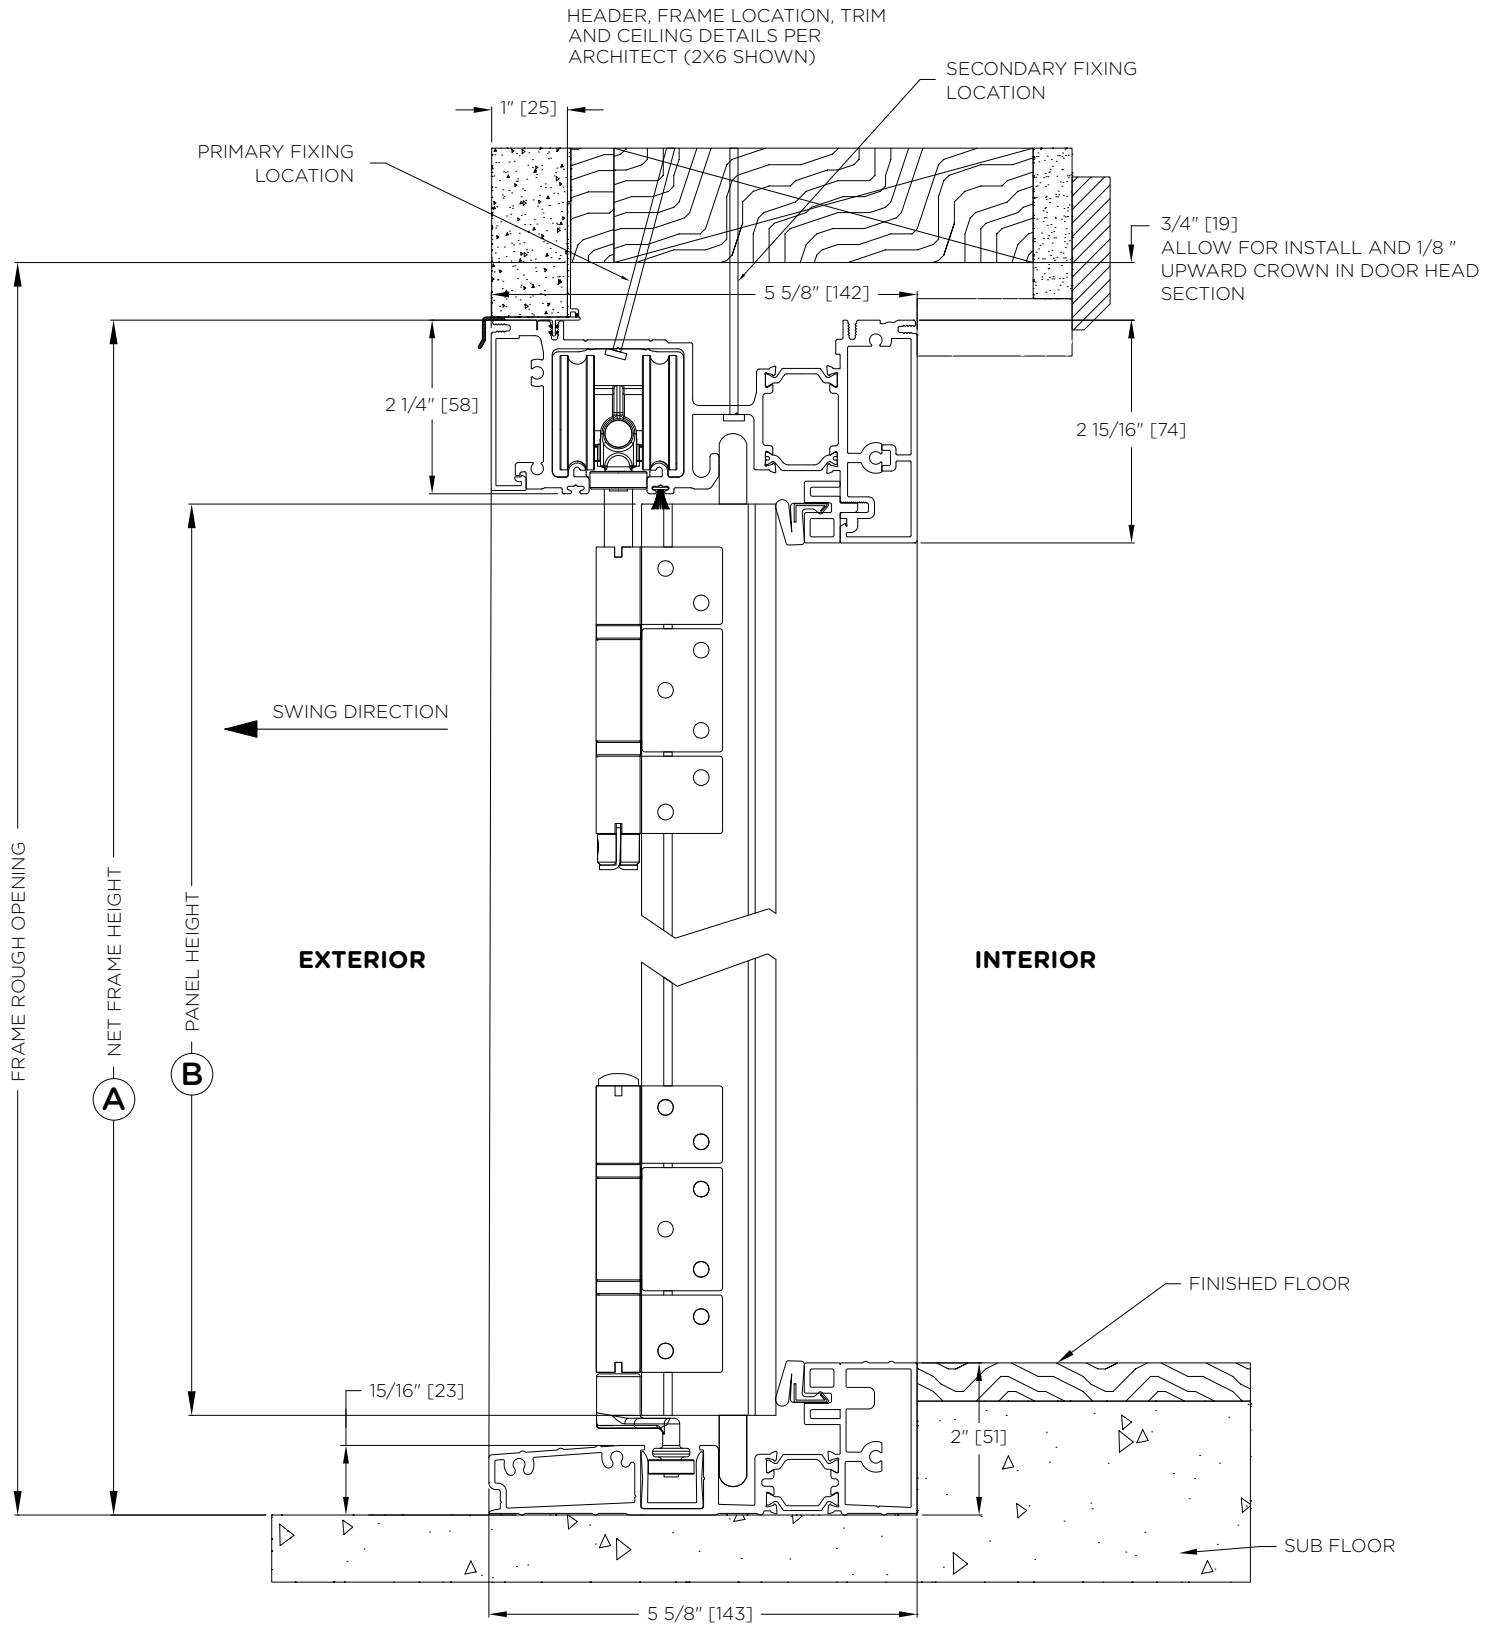 HEADER, FRAME LOCATION, TRIM
AND CEILING DETAILS PER
ARCHITECT (2X6 SHOWN)
SECONDARY FIXING
LOCATION
1" [25]
PRIMARY FIXING
LOCATION
3/4" [19]
ALLOW FOR INSTALL AND 1/8 "
UPWARD CROWN IN DOOR HEAD
SECTION
5 5/8" [142]
2 1/4" [58]
2 15/16" [74]
SWING DIRECTION
FRAME ROUGH OPENING
NET FRAME HEIGHT
A
PANEL HEIGHT
B
EXTERIOR
INTERIOR
FINISHED FLOOR
15/16" [23]
2" [51]
SUB FLOOR
5 5/8" [143]